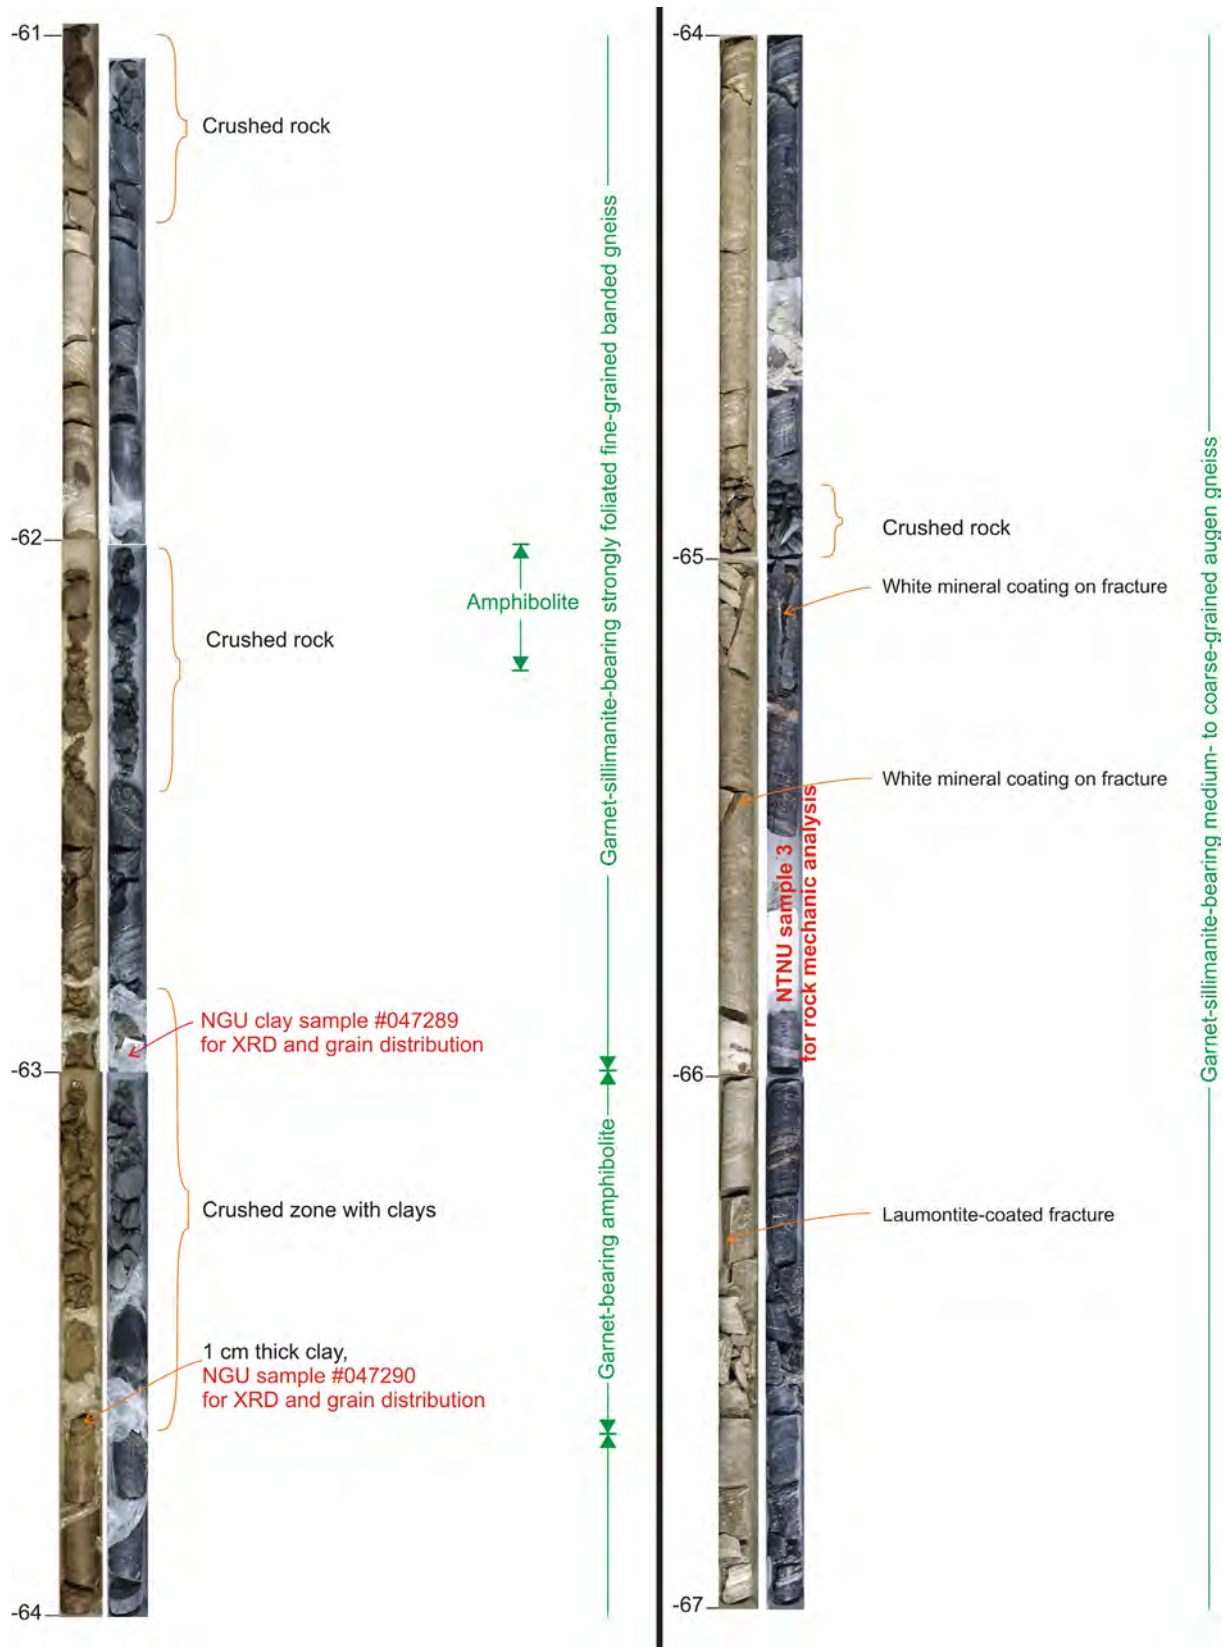 -61
Crushed rock
-62
Crushed rock
Amphibolite
Garnet-sillimanite-bearing strongly foliated fine-grained banded gneiss
NGU clay sample #047289
for XRD and grain distribution
-63
Crushed zone with clays
Garnet-bearing amphibolite
1 cm thick clay,
NGU sample #047290
for XRD and grain distribution
-64
-64
Crushed rock
-65
White mineral coating on fracture
White mineral coating on fracture
NTNU sample 3
for rock mechanic analysis
-66
Laumontite-coated fracture
-67
Garnet-sillimanite-bearing medium- to coarse-grained augen gneiss